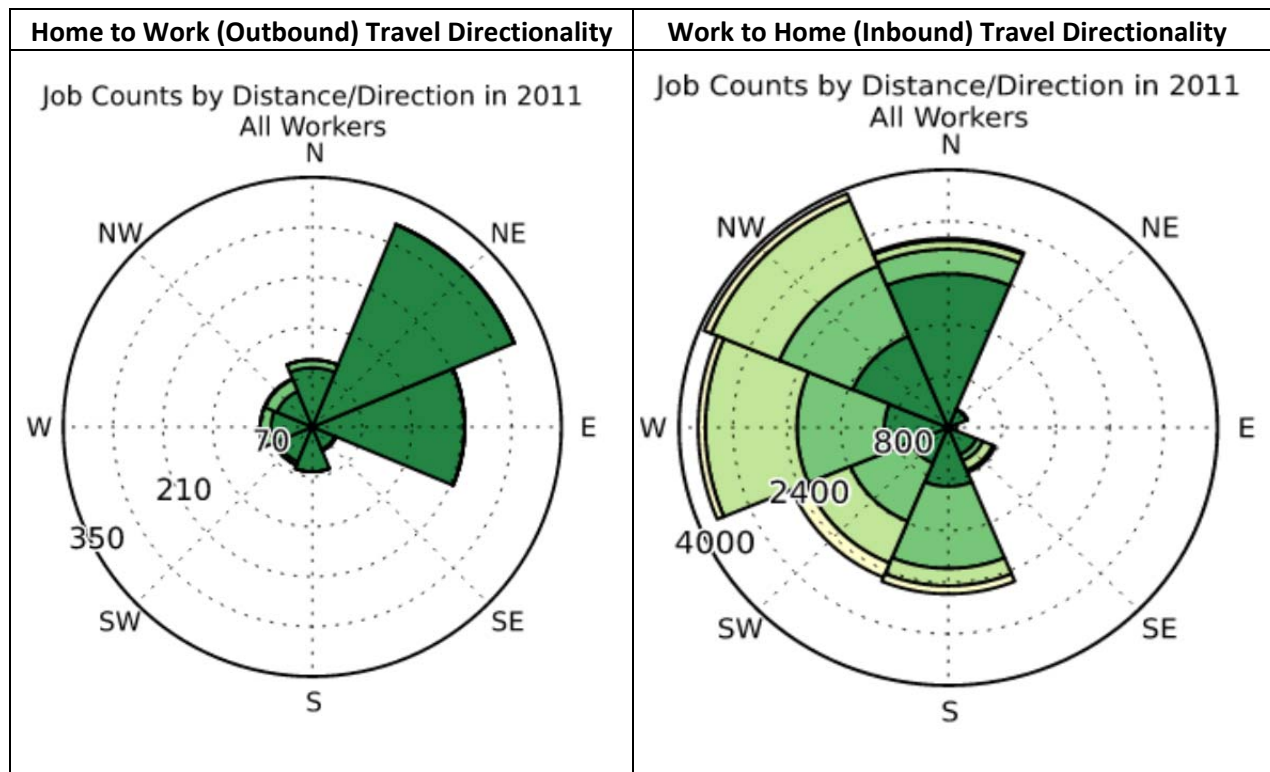 Home to Work (Outbound) Travel Directionality
Work to Home (Inbound) Travel Directionality
Job Counts by Distance/Direction in 2011
All Workers
N
NW
NE
W
E
70
210
350
SW
SE
S
Job Counts by Distance/Direction in 2011
All Workers
N
NW
NE
W
E
800
2400
4000
SW
SE
S